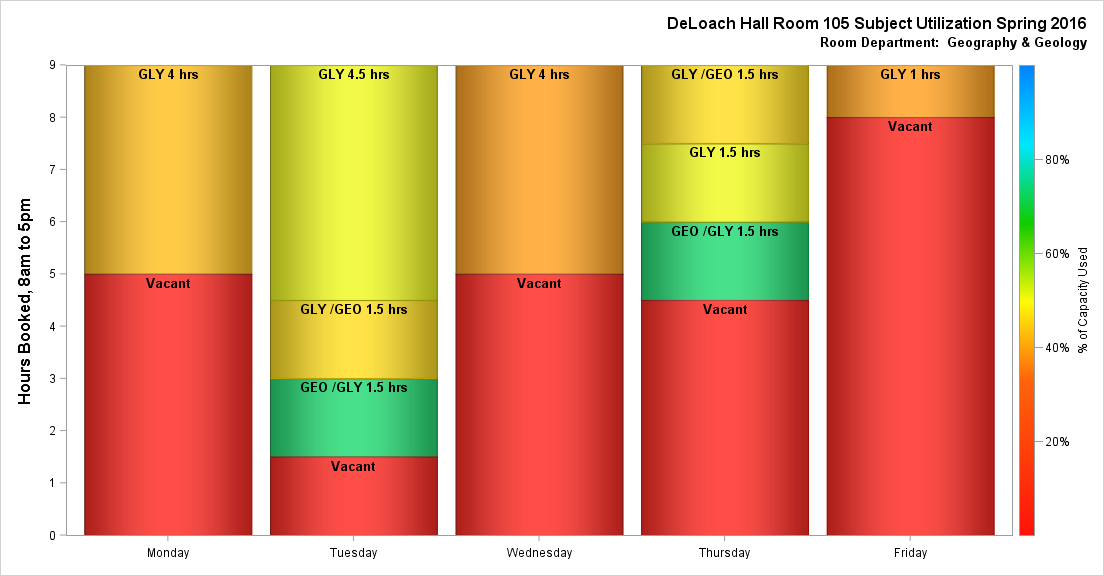 DeLoach Hall Room 105 Subject Utilization Spring 2016
Room Department: Geography & Geology
Hours Booked, 8am to 5pm
9
8
7
6
5
4
3
2
1
0
GLY 4 hrs
Vacant
GLY 4.5 hrs
GLY /GEO 1.5 hrs
GEO /GLY 1.5 hrs
Vacant
GLY 4 hrs
Vacant
GLY /GEO 1.5 hrs
GLY 1.5 hrs
GEO /GLY 1.5 hrs
Vacant
GLY 1 hrs
Vacant
Monday
Tuesday
Wednesday
Thursday
Friday
80%
60%
40%
20%
% of Capacity Used